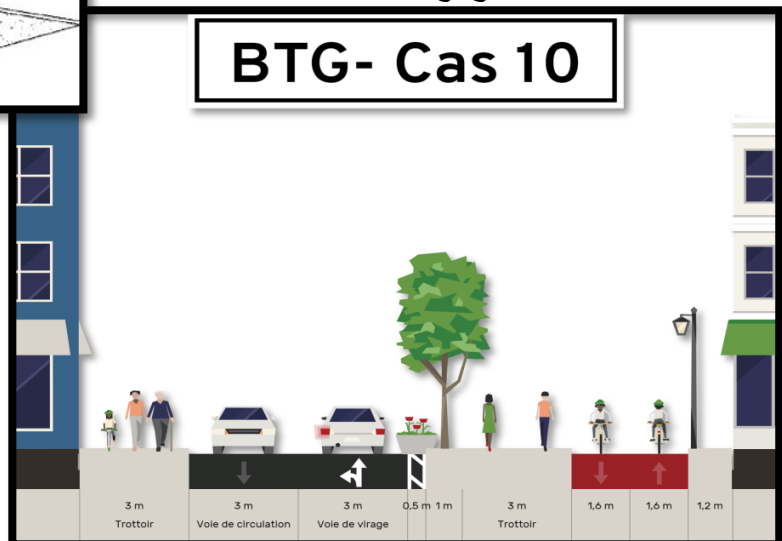 BTG- Cas 10
3 m 3 m 3 m 0,5 m 1 m 3 m 1,6 m 1,6 m 1,2 m
Trottoir Voie de circulation Voie de virage Trottoir